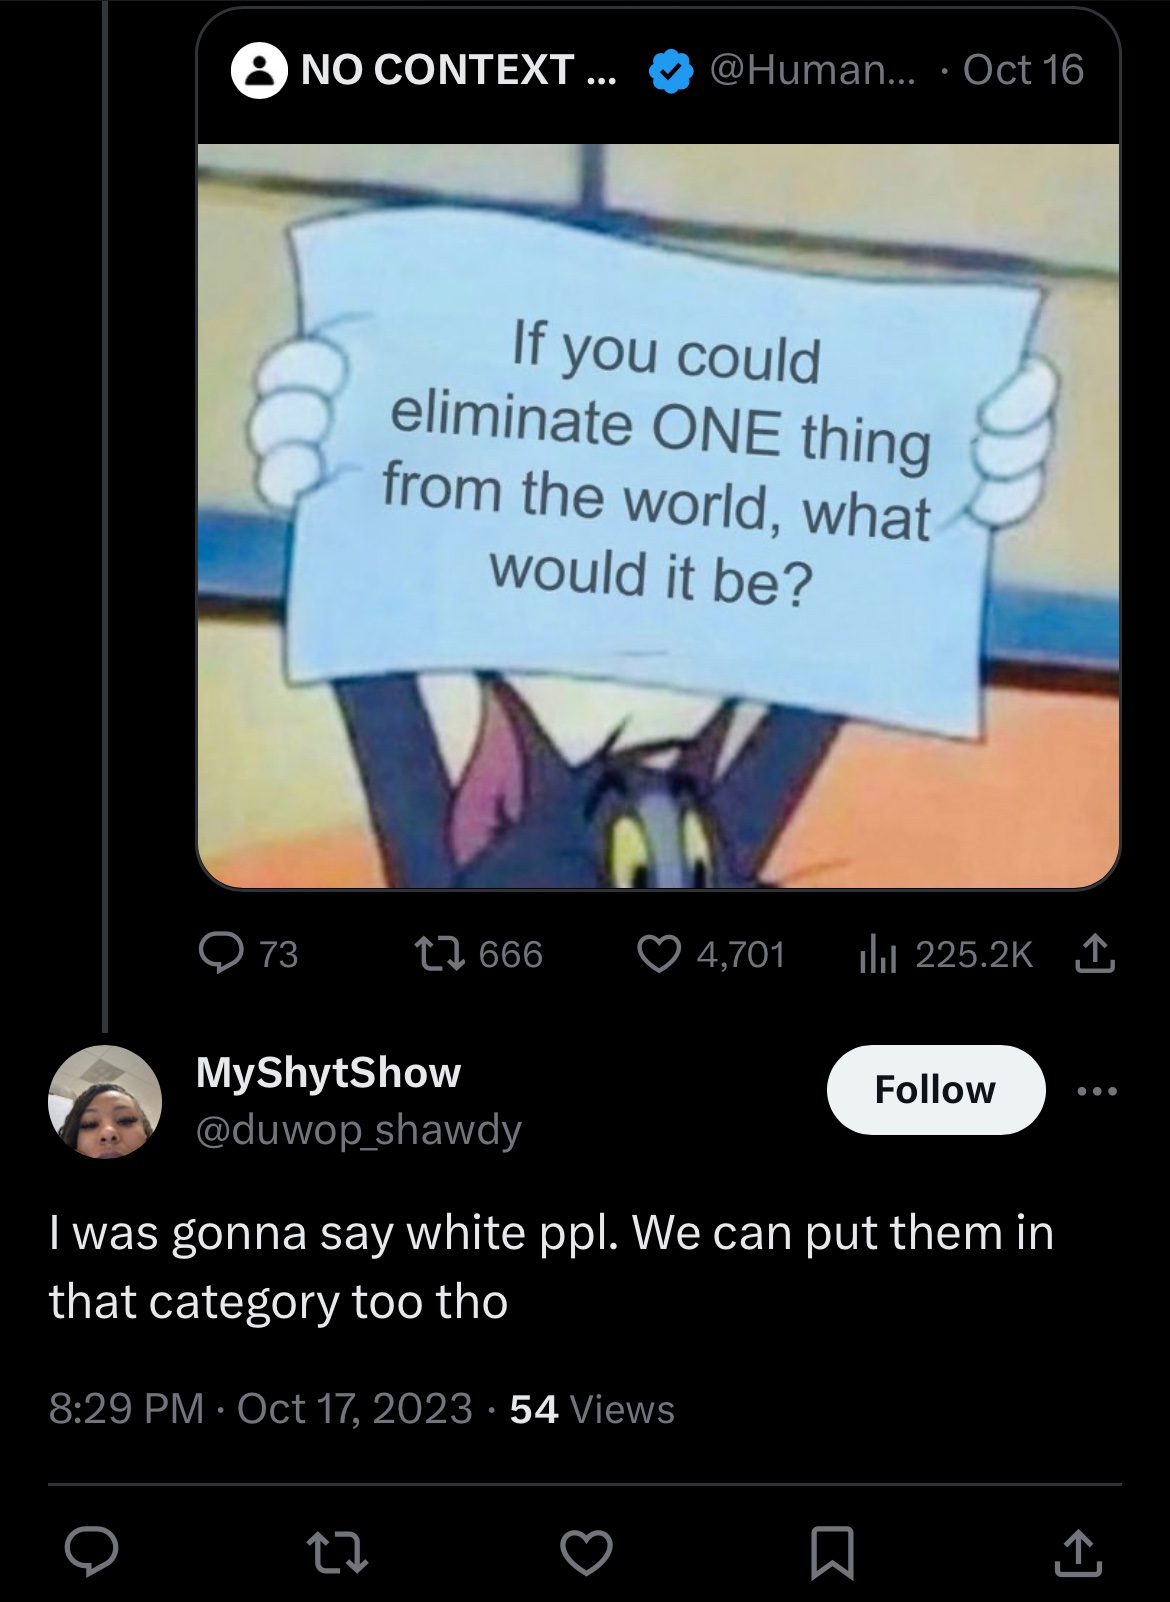 NO CONTEXT ... @Human... · Oct 16
If you could
eliminate ONE thing
from the world, what
would it be?
73 666 4,701 225.2K
MyShytShow
Follow
@duwop_shawdy
I was gonna say white ppl. We can put them in
that category too tho
8:29 PM · Oct 17, 2023 · 54 Views